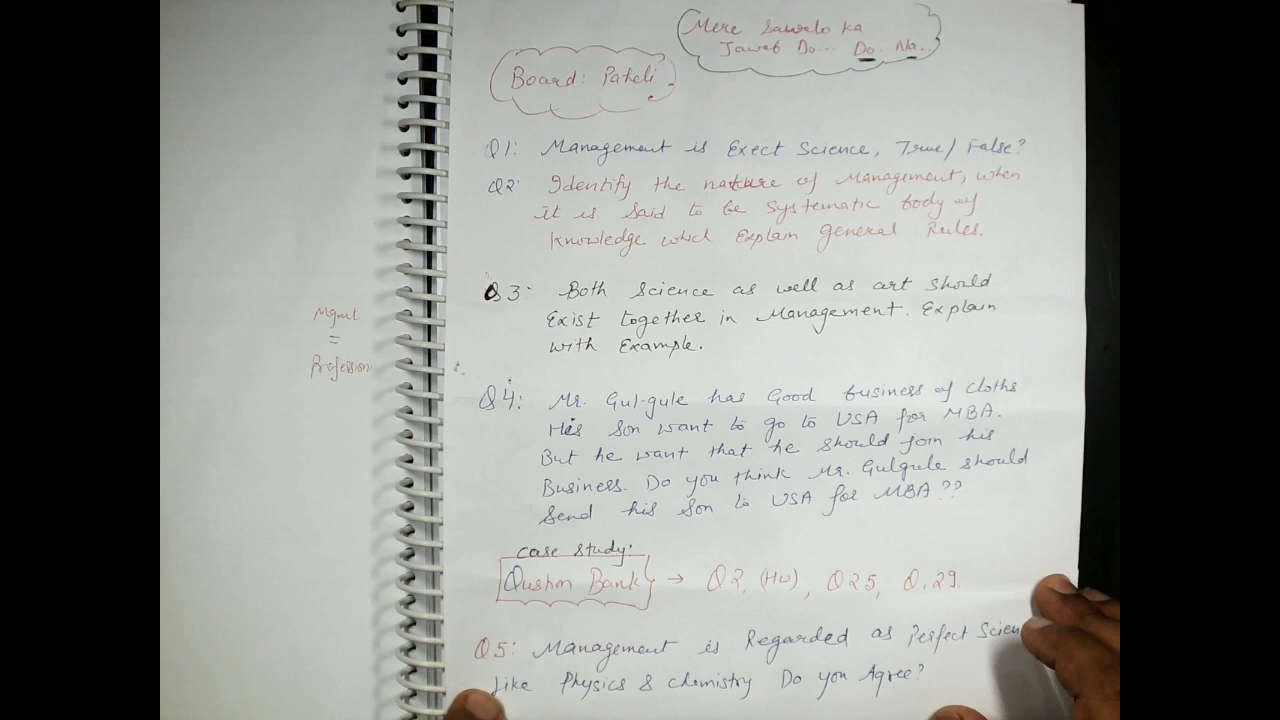 Mere Sawalo ka
Jawab Do... Do. Na..
Board: Paheli
Q1: Management is Exect Science, True/False?
Q2: Identify the nature of Management, when
it is said to be systematic body of
knowledge which Explain general Rules.
Q3: Both Science as well as art should
Exist together in Management. Explain
with Example.
Mgmt
=
Profession
Q4: Mr. Gul-gule has Good business of cloths
His Son want to go to USA for MBA.
But he want that he should join his
Business. Do you think Mr. Gulgule should
Send his Son to USA for MBA??
case study:
Qustion Bank → Q2, (HW), Q25, Q.29.
Q5: Management is Regarded as Perfect Scien
Like Physics & Chemistry Do you Agree?